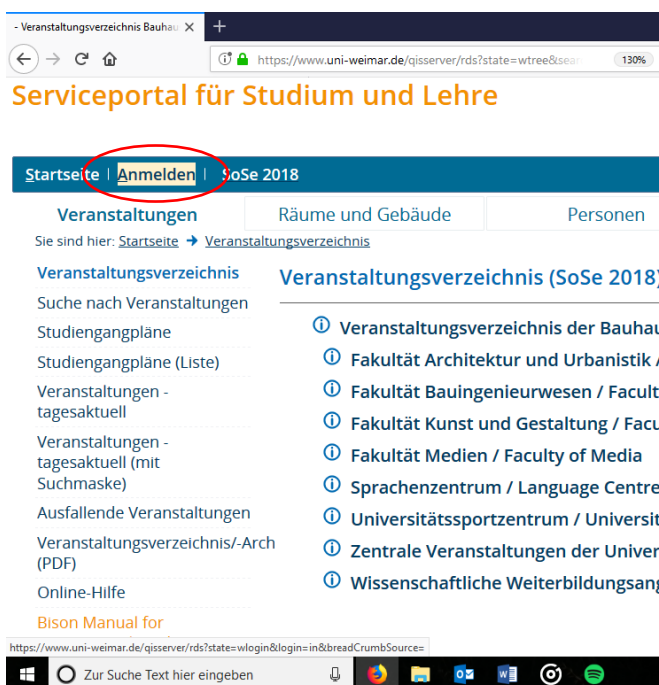 - Veranstaltungsverzeichnis Bauhau
https://www.uni-weimar.de/qisserver/rds?state=wtree&sear 130%
Serviceportal für Studium und Lehre
Startseite | Anmelden | SoSe 2018
Veranstaltungen Räume und Gebäude Personen
Sie sind hier: Startseite → Veranstaltungsverzeichnis
Veranstaltungsverzeichnis
Suche nach Veranstaltungen
Studiengangpläne
Studiengangpläne (Liste)
Veranstaltungen -
tagesaktuell
Veranstaltungen -
tagesaktuell (mit
Suchmaske)
Ausfallende Veranstaltungen
Veranstaltungsverzeichnis/-Arch
(PDF)
Online-Hilfe
Bison Manual for
Veranstaltungsverzeichnis (SoSe 2018)
Veranstaltungsverzeichnis der Bauhau
Fakultät Architektur und Urbanistik /
Fakultät Bauingenieurwesen / Facult
Fakultät Kunst und Gestaltung / Facu
Fakultät Medien / Faculty of Media
Sprachenzentrum / Language Centre
Universitätssportzentrum / Universit
Zentrale Veranstaltungen der Univer
Wissenschaftliche Weiterbildungsang
https://www.uni-weimar.de/qisserver/rds?state=wlogin&login=in&breadCrumbSource=
Zur Suche Text hier eingeben